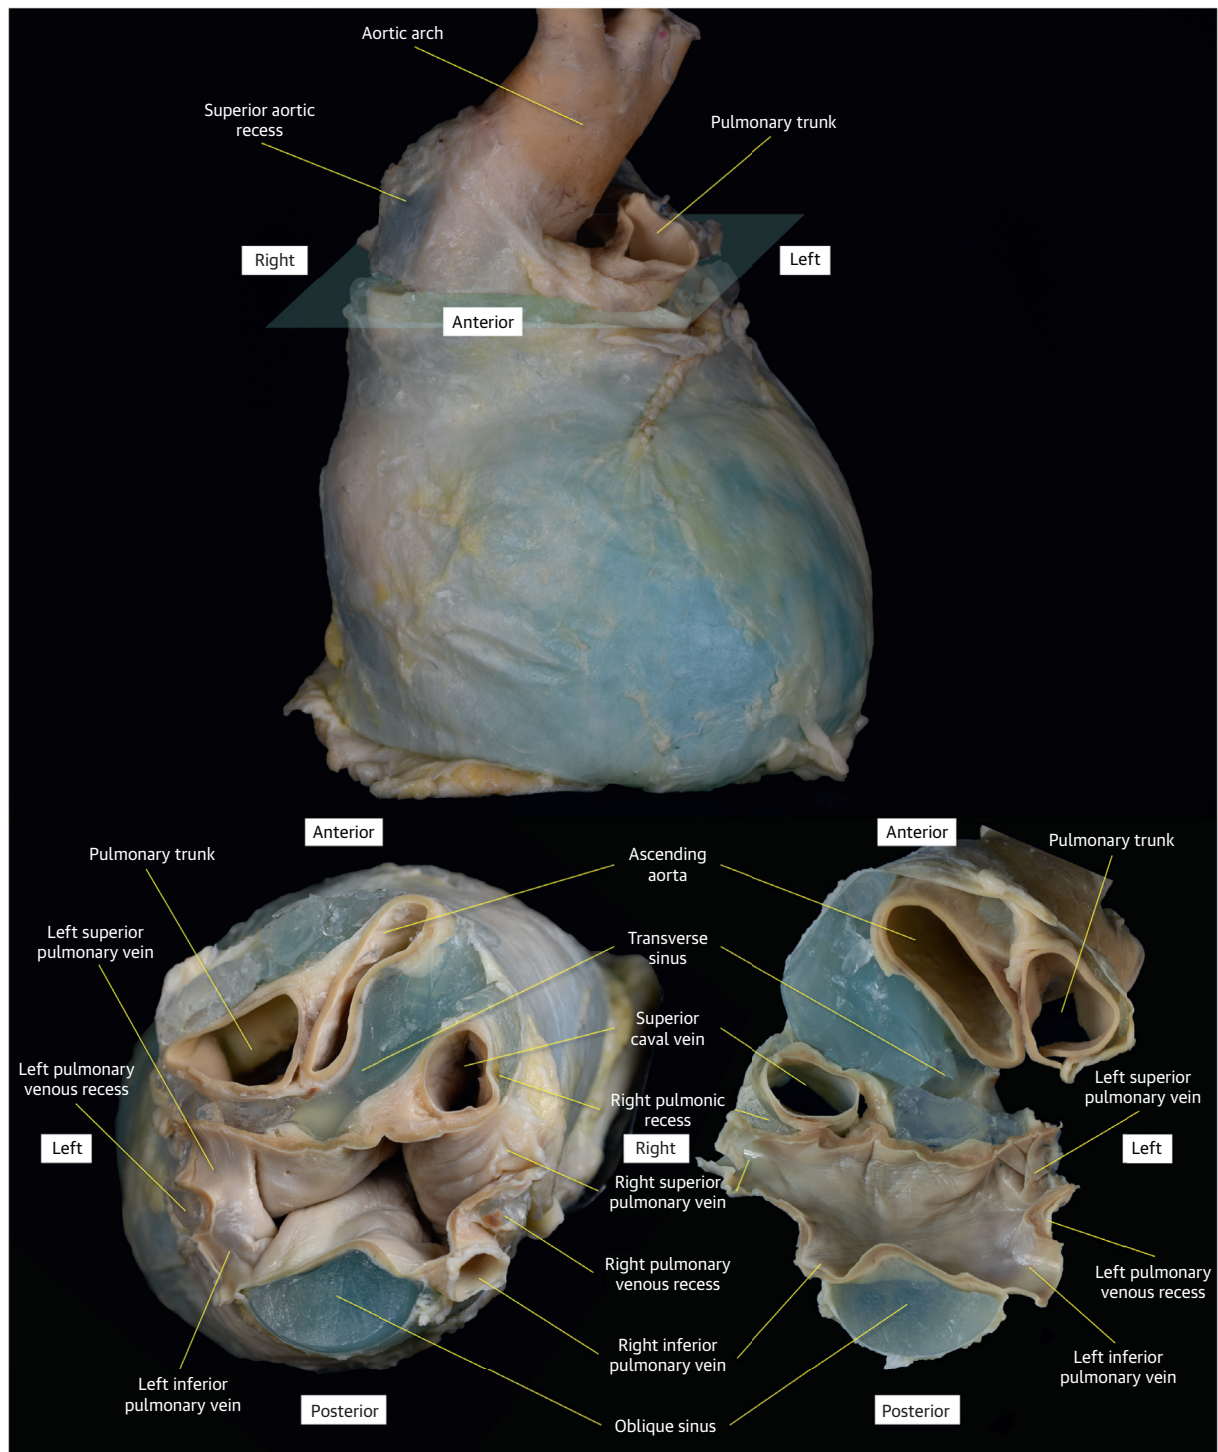 Aortic arch
Superior aortic
recess
Pulmonary trunk
Right
Left
Anterior
Anterior
Anterior
Pulmonary trunk
Ascending
aorta
Pulmonary trunk
Left superior
pulmonary vein
Transverse
sinus
Superior
caval vein
Left pulmonary
venous recess
Right pulmonic
recess
Left superior
pulmonary vein
Left
Right
Left
Right superior
pulmonary vein
Right pulmonary
venous recess
Left pulmonary
venous recess
Right inferior
pulmonary vein
Left inferior
pulmonary vein
Left inferior
pulmonary vein
Posterior
Posterior
Oblique sinus